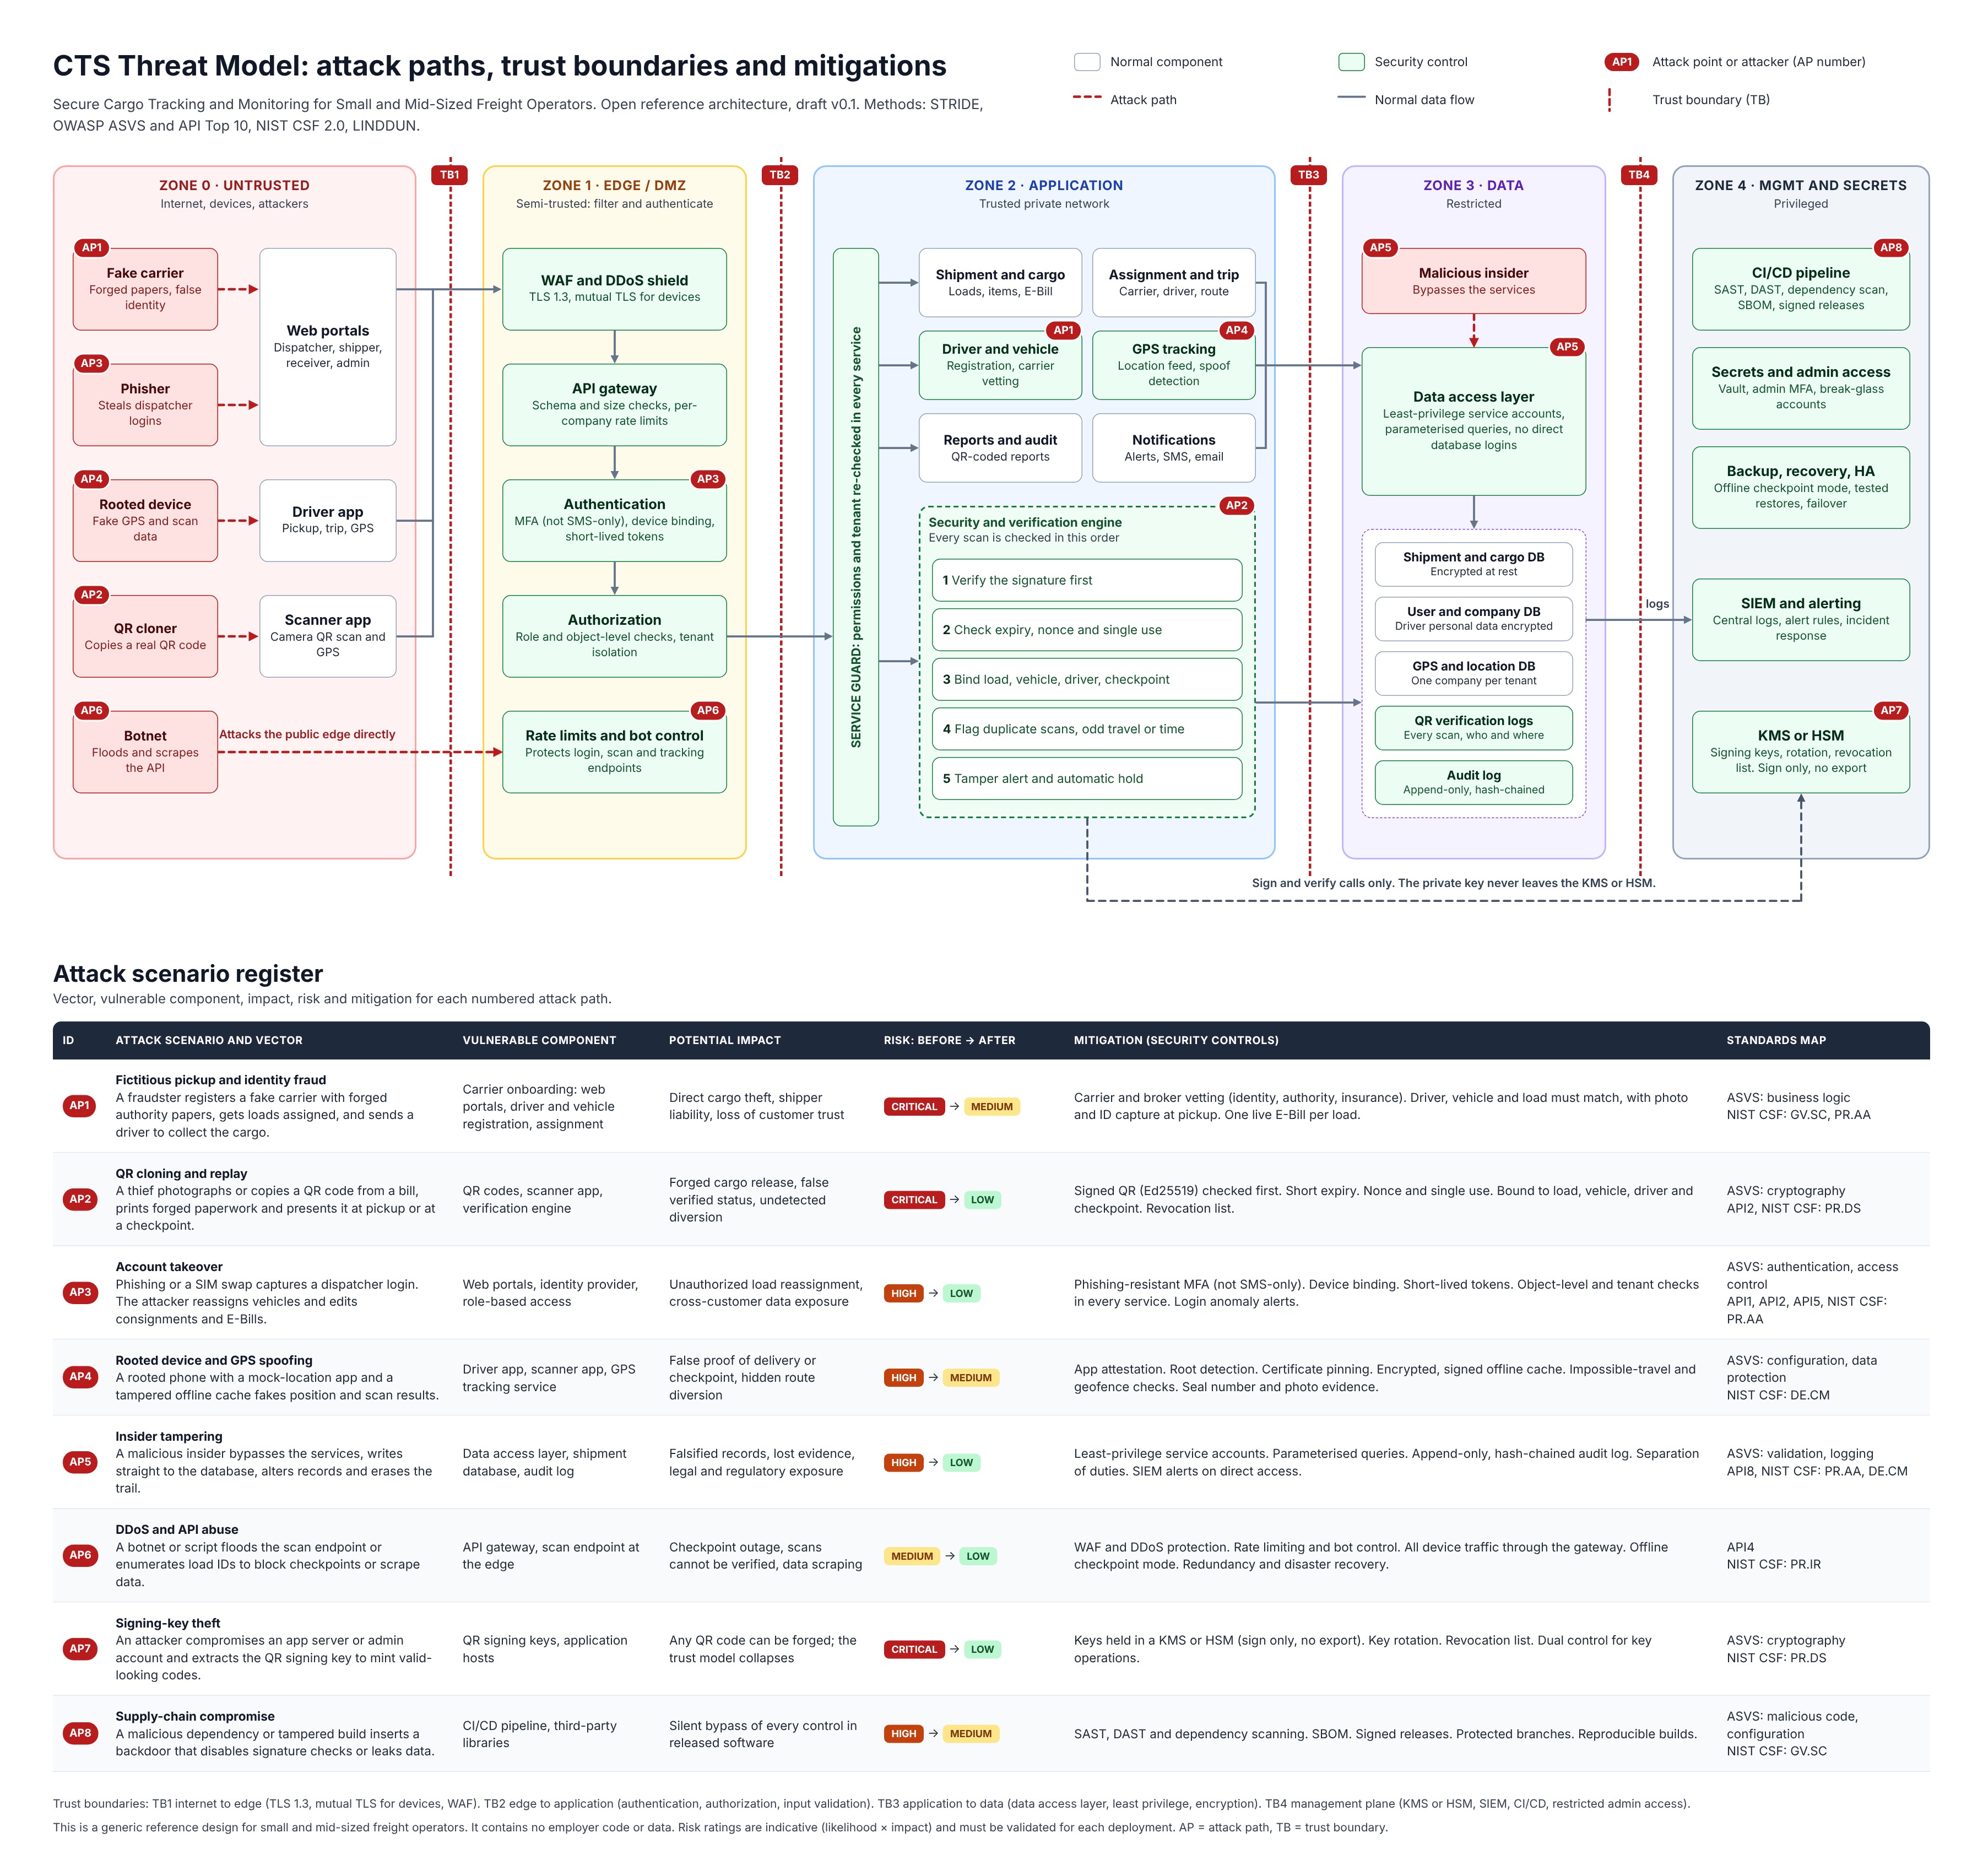 CTS Threat Model: attack paths, trust boundaries and mitigations
Secure Cargo Tracking and Monitoring for Small and Mid-Sized Freight Operators. Open reference architecture, draft v0.1. Methods: STRIDE,
OWASP ASVS and API Top 10, NIST CSF 2.0, LINDDUN.
Normal component
Security control
AP1
Attack point or attacker (AP number)
Attack path
Normal data flow
Trust boundary (TB)
TB1
TB2
TB3
TB4
ZONE 0 · UNTRUSTED
Internet, devices, attackers
AP1
Fake carrier
Forged papers, false
identity
AP3
Phisher
Steals dispatcher
logins
AP4
Rooted device
Fake GPS and scan
data
AP2
QR cloner
Copies a real QR code
AP6
Botnet
Floods and scrapes
the API
Attacks the public edge directly
Web portals
Dispatcher, shipper,
receiver, admin
Driver app
Pickup, trip, GPS
Scanner app
Camera QR scan and
GPS
ZONE 1 · EDGE / DMZ
Semi-trusted: filter and authenticate
WAF and DDoS shield
TLS 1.3, mutual TLS for devices
API gateway
Schema and size checks, per-
company rate limits
AP3
Authentication
MFA (not SMS-only), device binding,
short-lived tokens
Authorization
Role and object-level checks, tenant
isolation
AP6
Rate limits and bot control
Protects login, scan and tracking
endpoints
ZONE 2 · APPLICATION
Trusted private network
SERVICE GUARD: permissions and tenant re-checked in every service
Shipment and cargo
Loads, items, E-Bill
Assignment and trip
Carrier, driver, route
AP1
Driver and vehicle
Registration, carrier
vetting
AP4
GPS tracking
Location feed, spoof
detection
Reports and audit
QR-coded reports
Notifications
Alerts, SMS, email
AP2
Security and verification engine
Every scan is checked in this order
1 Verify the signature first
2 Check expiry, nonce and single use
3 Bind load, vehicle, driver, checkpoint
4 Flag duplicate scans, odd travel or time
5 Tamper alert and automatic hold
ZONE 3 · DATA
Restricted
AP5
Malicious insider
Bypasses the services
AP5
Data access layer
Least-privilege service accounts,
parameterised queries, no direct
database logins
Shipment and cargo DB
Encrypted at rest
User and company DB
Driver personal data encrypted
GPS and location DB
One company per tenant
QR verification logs
Every scan, who and where
Audit log
Append-only, hash-chained
logs
ZONE 4 · MGMT AND SECRETS
Privileged
AP8
CI/CD pipeline
SAST, DAST, dependency scan,
SBOM, signed releases
Secrets and admin access
Vault, admin MFA, break-glass
accounts
Backup, recovery, HA
Offline checkpoint mode, tested
restores, failover
SIEM and alerting
Central logs, alert rules, incident
response
AP7
KMS or HSM
Signing keys, rotation, revocation
list. Sign only, no export
Sign and verify calls only. The private key never leaves the KMS or HSM.
Attack scenario register
Vector, vulnerable component, impact, risk and mitigation for each numbered attack path.
ID
ATTACK SCENARIO AND VECTOR
VULNERABLE COMPONENT
POTENTIAL IMPACT
RISK: BEFORE → AFTER
MITIGATION (SECURITY CONTROLS)
STANDARDS MAP
AP1
Fictitious pickup and identity fraud
A fraudster registers a fake carrier with forged
authority papers, gets loads assigned, and sends a
driver to collect the cargo.
Carrier onboarding: web
portals, driver and vehicle
registration, assignment
Direct cargo theft, shipper
liability, loss of customer trust
CRITICAL → MEDIUM
Carrier and broker vetting (identity, authority, insurance). Driver, vehicle and load must match, with photo
and ID capture at pickup. One live E-Bill per load.
ASVS: business logic
NIST CSF: GV.SC, PR.AA
AP2
QR cloning and replay
A thief photographs or copies a QR code from a bill,
prints forged paperwork and presents it at pickup or at
a checkpoint.
QR codes, scanner app,
verification engine
Forged cargo release, false
verified status, undetected
diversion
CRITICAL → LOW
Signed QR (Ed25519) checked first. Short expiry. Nonce and single use. Bound to load, vehicle, driver and
checkpoint. Revocation list.
ASVS: cryptography
API2, NIST CSF: PR.DS
AP3
Account takeover
Phishing or a SIM swap captures a dispatcher login.
The attacker reassigns vehicles and edits
consignments and E-Bills.
Web portals, identity provider,
role-based access
Unauthorized load reassignment,
cross-customer data exposure
HIGH → LOW
Phishing-resistant MFA (not SMS-only). Device binding. Short-lived tokens. Object-level and tenant checks
in every service. Login anomaly alerts.
ASVS: authentication, access
control
API1, API2, API5, NIST CSF:
PR.AA
AP4
Rooted device and GPS spoofing
A rooted phone with a mock-location app and a
tampered offline cache fakes position and scan results.
Driver app, scanner app, GPS
tracking service
False proof of delivery or
checkpoint, hidden route
diversion
HIGH → MEDIUM
App attestation. Root detection. Certificate pinning. Encrypted, signed offline cache. Impossible-travel and
geofence checks. Seal number and photo evidence.
ASVS: configuration, data
protection
NIST CSF: DE.CM
AP5
Insider tampering
A malicious insider bypasses the services, writes
straight to the database, alters records and erases the
trail.
Data access layer, shipment
database, audit log
Falsified records, lost evidence,
legal and regulatory exposure
HIGH → LOW
Least-privilege service accounts. Parameterised queries. Append-only, hash-chained audit log. Separation
of duties. SIEM alerts on direct access.
ASVS: validation, logging
API8, NIST CSF: PR.AA, DE.CM
AP6
DDoS and API abuse
A botnet or script floods the scan endpoint or
enumerates load IDs to block checkpoints or scrape
data.
API gateway, scan endpoint at
the edge
Checkpoint outage, scans
cannot be verified, data scraping
MEDIUM → LOW
WAF and DDoS protection. Rate limiting and bot control. All device traffic through the gateway. Offline
checkpoint mode. Redundancy and disaster recovery.
API4
NIST CSF: PR.IR
AP7
Signing-key theft
An attacker compromises an app server or admin
account and extracts the QR signing key to mint valid-
looking codes.
QR signing keys, application
hosts
Any QR code can be forged; the
trust model collapses
CRITICAL → LOW
Keys held in a KMS or HSM (sign only, no export). Key rotation. Revocation list. Dual control for key
operations.
ASVS: cryptography
NIST CSF: PR.DS
AP8
Supply-chain compromise
A malicious dependency or tampered build inserts a
backdoor that disables signature checks or leaks data.
CI/CD pipeline, third-party
libraries
Silent bypass of every control in
released software
HIGH → MEDIUM
SAST, DAST and dependency scanning. SBOM. Signed releases. Protected branches. Reproducible builds.
ASVS: malicious code,
configuration
NIST CSF: GV.SC
Trust boundaries: TB1 internet to edge (TLS 1.3, mutual TLS for devices, WAF). TB2 edge to application (authentication, authorization, input validation). TB3 application to data (data access layer, least privilege, encryption). TB4 management plane (KMS or HSM, SIEM, CI/CD, restricted admin access).
This is a generic reference design for small and mid-sized freight operators. It contains no employer code or data. Risk ratings are indicative (likelihood × impact) and must be validated for each deployment. AP = attack path, TB = trust boundary.